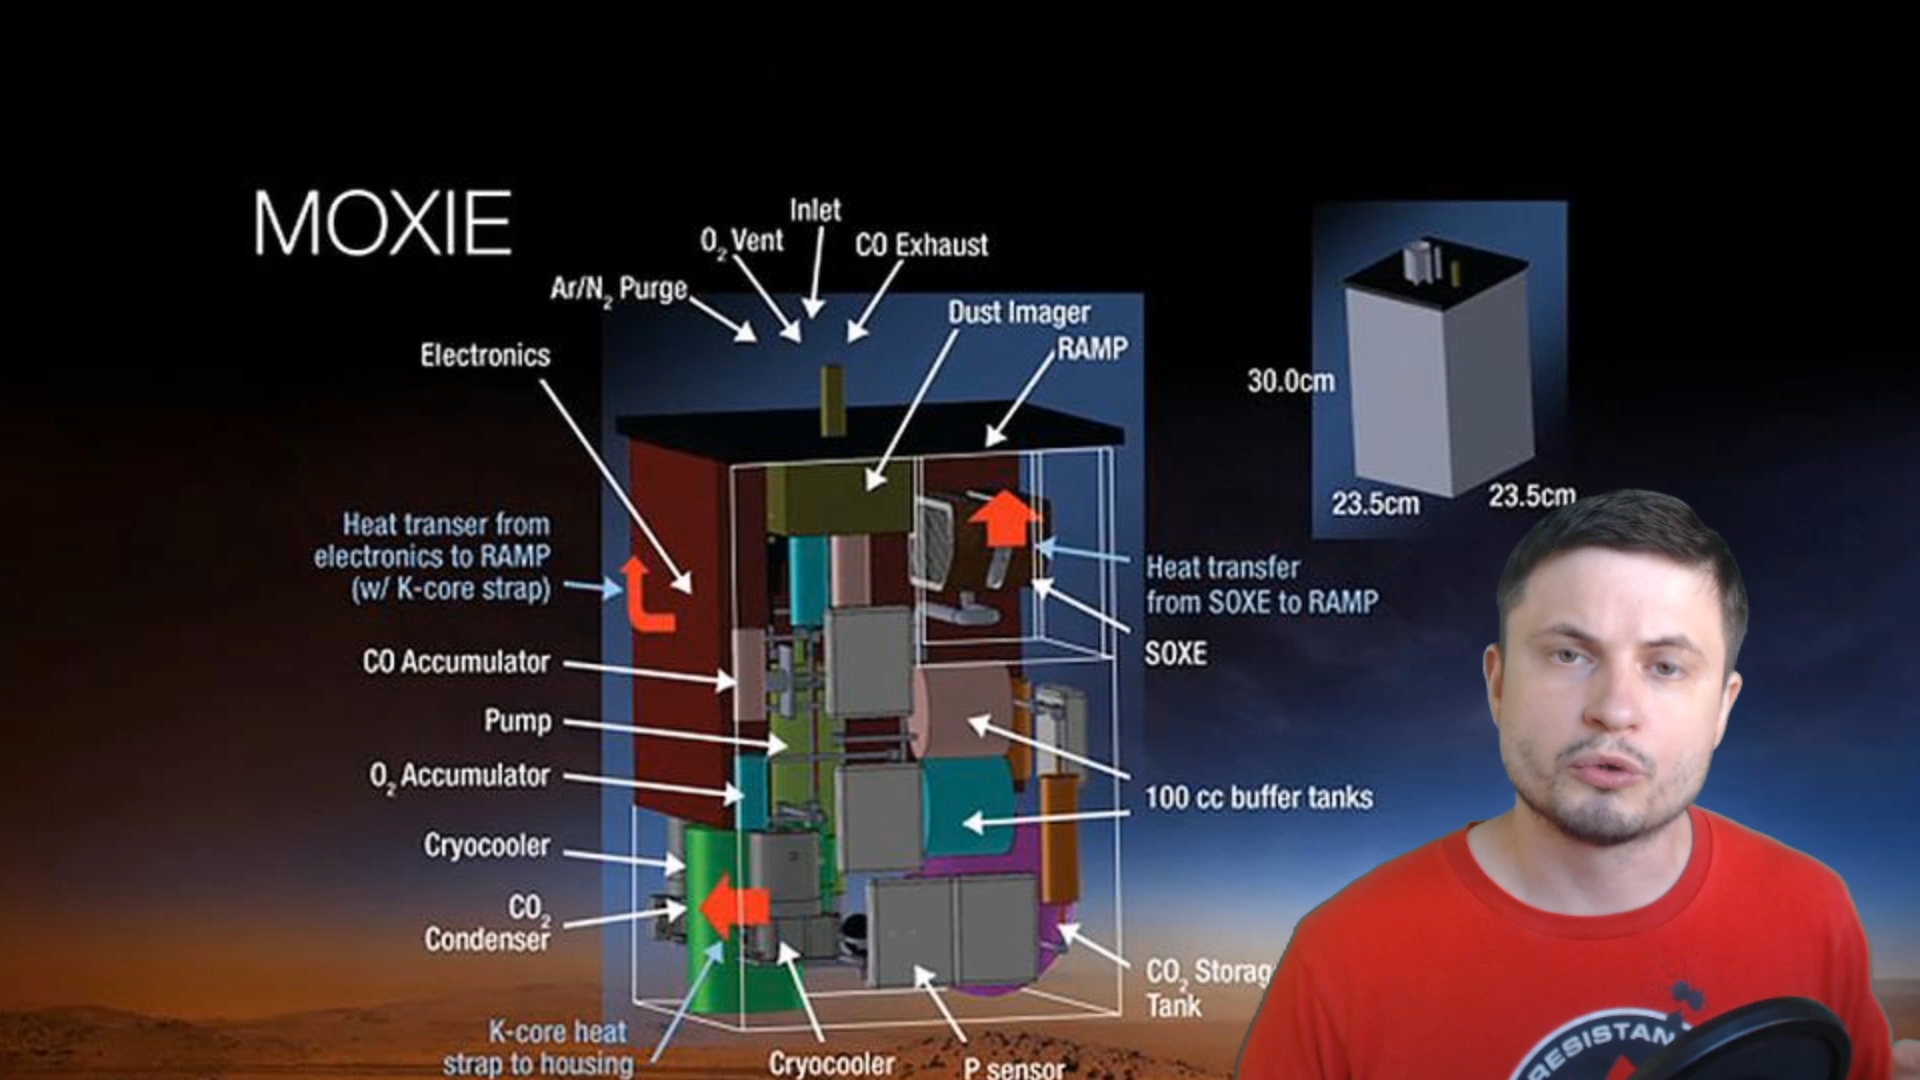 MOXIE
Inlet
O₂ Vent
CO Exhaust
Ar/N₂ Purge
Dust Imager
RAMP
Electronics
30.0cm
23.5cm
23.5cm
Heat transer from
electronics to RAMP
(w/ K-core strap)
Heat transfer
from SOXE to RAMP
SOXE
CO Accumulator
Pump
O₂ Accumulator
100 cc buffer tanks
Cryocooler
CO₂
Condenser
CO₂ Storag
Tank
K-core heat
strap to housing
Cryocooler
P sensor
RESISTAN